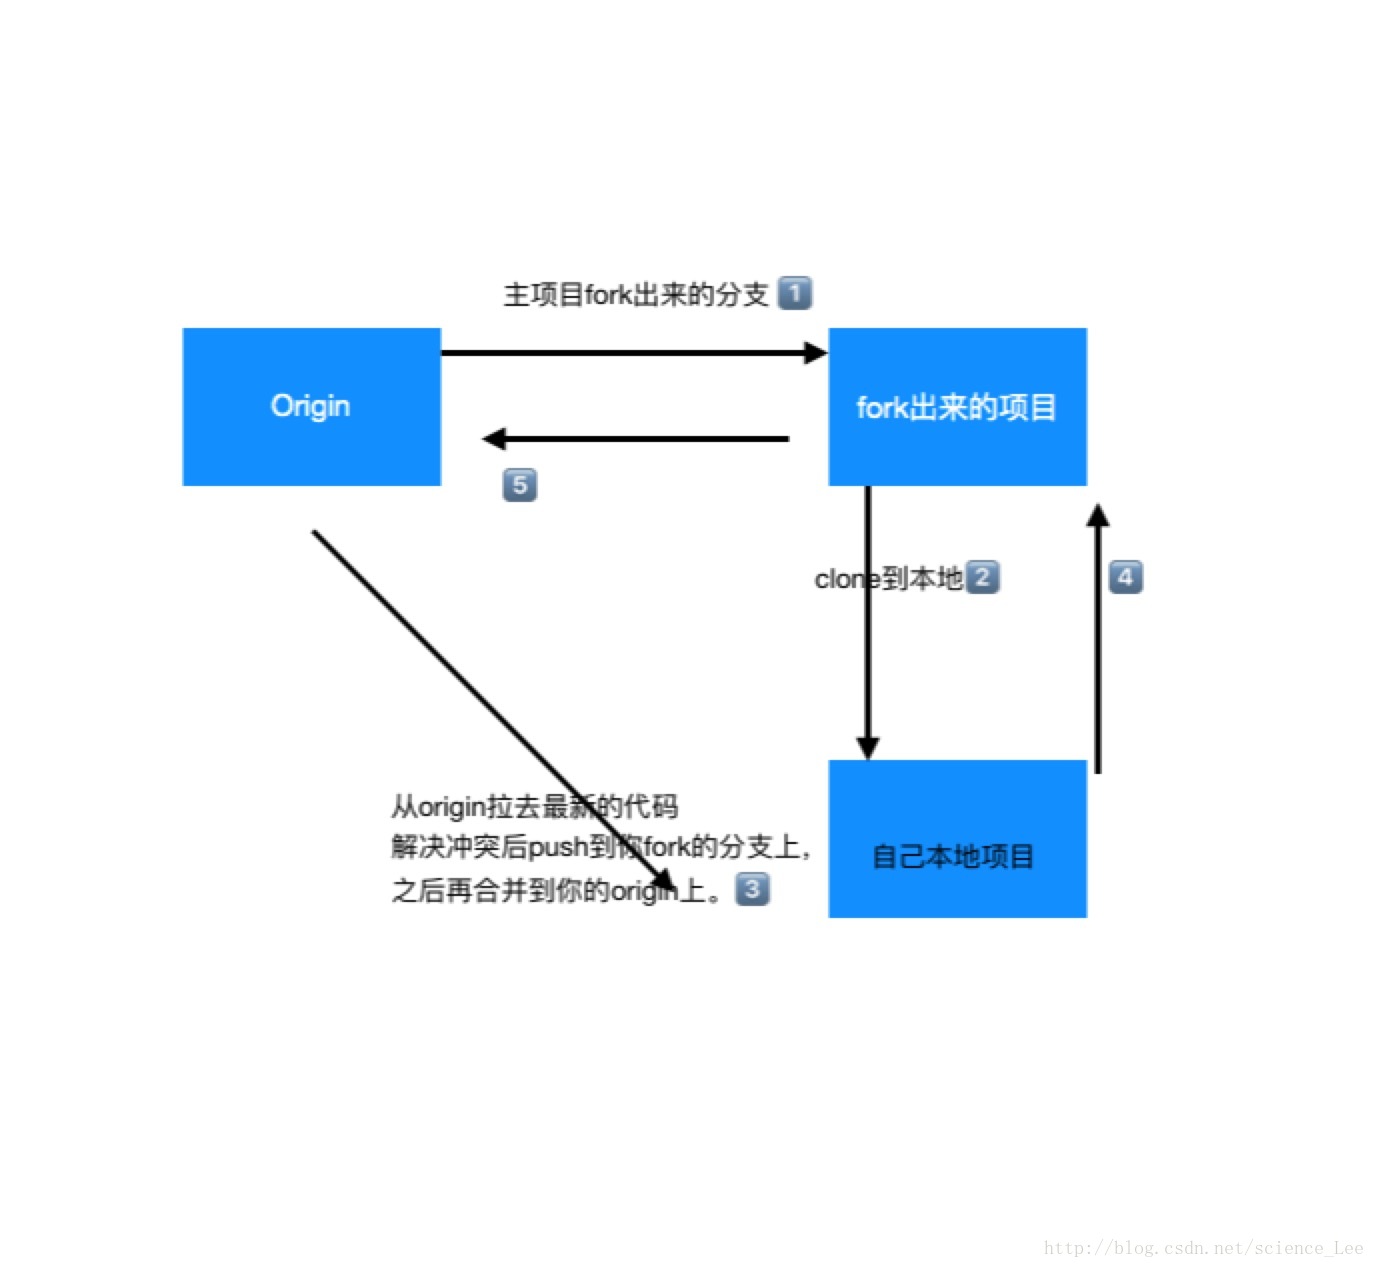 主项目fork出来的分支 1
Origin
fork出来的项目
5
clone到本地 2
4
从origin拉去最新的代码
解决冲突后push到你fork的分支上，
之后再合并到你的origin上。 3
自己本地项目
http://blog.csdn.net/science_Lee